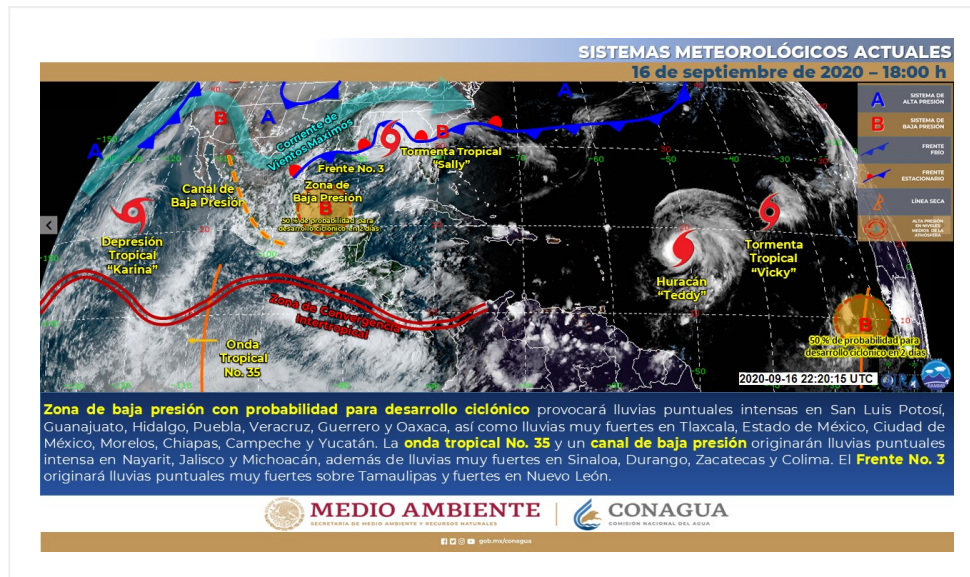 SISTEMAS METEOROLÓGICOS ACTUALES
16 de septiembre de 2020 – 18:00 h
A
SISTEMA DE
ALTA PRESIÓN
B
SISTEMA DE
BAJA PRESIÓN
FRENTE
FRÍO
FRENTE
ESTACIONARIO
LÍNEA SECA
ALTA PRESIÓN
EN NIVELES
MEDIOS DE LA
ATMÓSFERA
A
A
B
A
B
Corriente de
Vientos Máximos
Tormenta Tropical
"Sally"
Frente No. 3
Canal de
Baja Presión
Zona de
Baja Presión
B
50 % de probabilidad para
desarrollo ciclónico en 2 días
Depresión
Tropical
"Karina"
Huracán
"Teddy"
Tormenta
Tropical
"Vicky"
Zona de Convergencia
Intertropical
Onda
Tropical
No. 35
B
50 % de probabilidad para
desarrollo ciclónico en 2 días
2020-09-16 22:20:15 UTC
Zona de baja presión con probabilidad para desarrollo ciclónico provocará lluvias puntuales intensas en San Luis Potosí,
Guanajuato, Hidalgo, Puebla, Veracruz, Guerrero y Oaxaca, así como lluvias muy fuertes en Tlaxcala, Estado de México, Ciudad de
México, Morelos, Chiapas, Campeche y Yucatán. La onda tropical No. 35 y un canal de baja presión originarán lluvias puntuales
intensa en Nayarit, Jalisco y Michoacán, además de lluvias muy fuertes en Sinaloa, Durango, Zacatecas y Colima. El Frente No. 3
originará lluvias puntuales muy fuertes sobre Tamaulipas y fuertes en Nuevo León.
MEDIO AMBIENTE
SECRETARÍA DE MEDIO AMBIENTE Y RECURSOS NATURALES
CONAGUA
COMISIÓN NACIONAL DEL AGUA
gob.mx/conagua